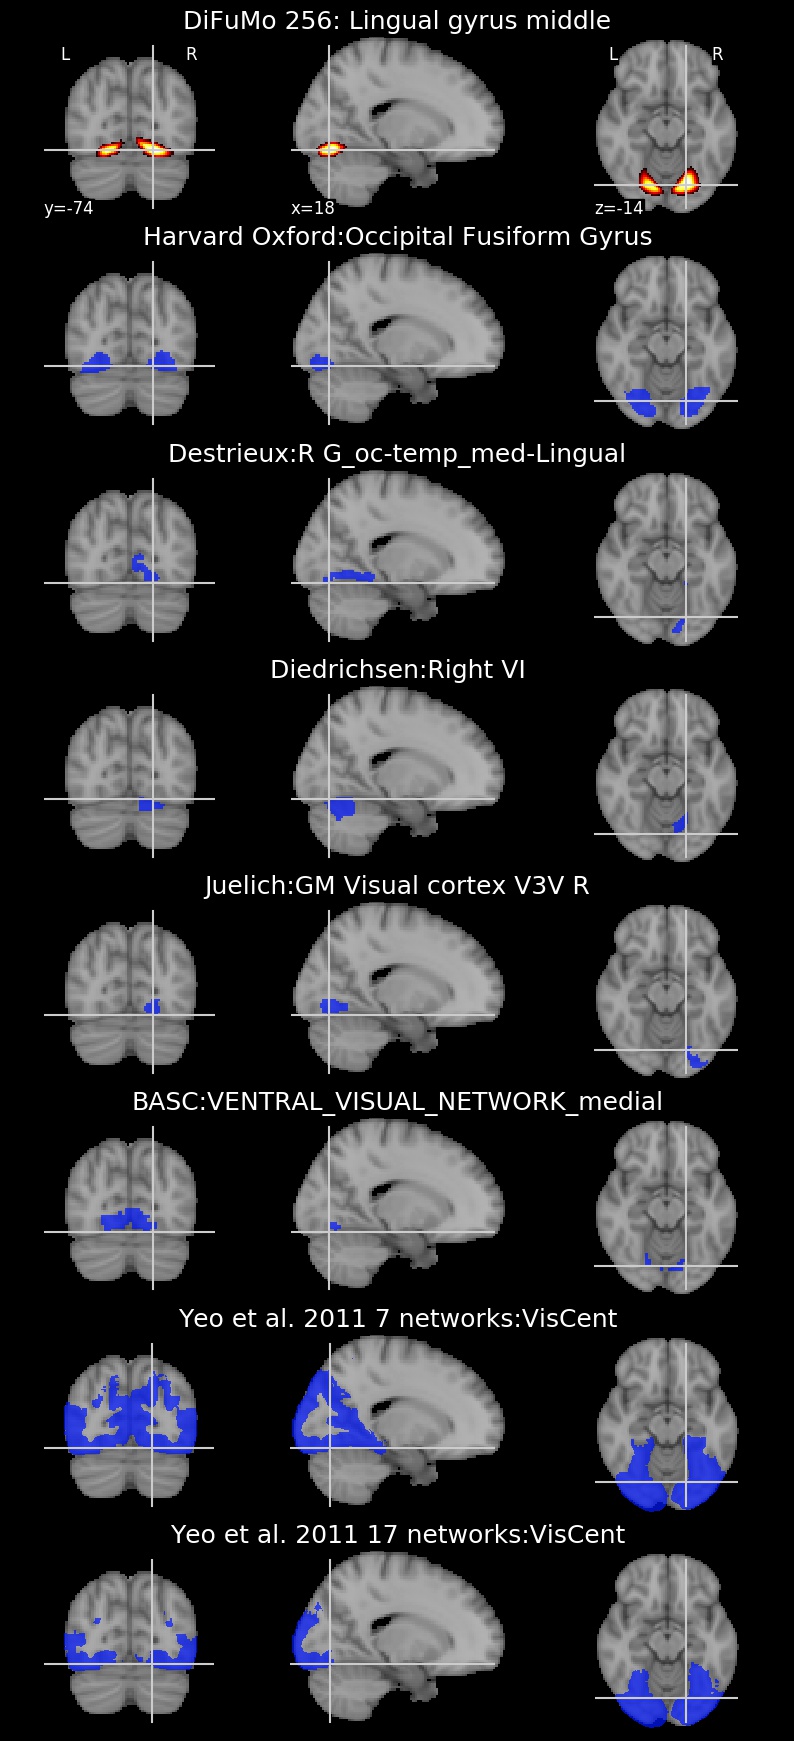 DiFuMo 256: Lingual gyrus middle
L R L R
y=-74 x=18 z=-14
Harvard Oxford:Occipital Fusiform Gyrus
Destrieux:R G_oc-temp_med-Lingual
Diedrichsen:Right VI
Juelich:GM Visual cortex V3V R
BASC:VENTRAL_VISUAL_NETWORK_medial
Yeo et al. 2011 7 networks:VisCent
Yeo et al. 2011 17 networks:VisCent